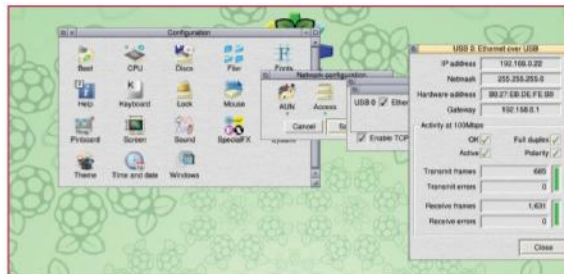 Configuration
Boot
CPU
Discs
Filer
Fonts
Help
Keyboard
Lock
Mouse
Pinboard
Screen
Sound
SpecialFX
System
Theme
Time and date
Windows
Network configuration
AUN
Access
Cancel
USB 0
Enable TCP
USB 0: Ethernet over USB
IP address 192.168.0.22
Netmask 255.255.255.0
Hardware address
Gateway 192.168.0.1
Activity at 100Mbps
OK Full duplex
Active Polarity
Transmit frames 685
Transmit errors 0
Receive frames 1,631
Receive errors 0
Close